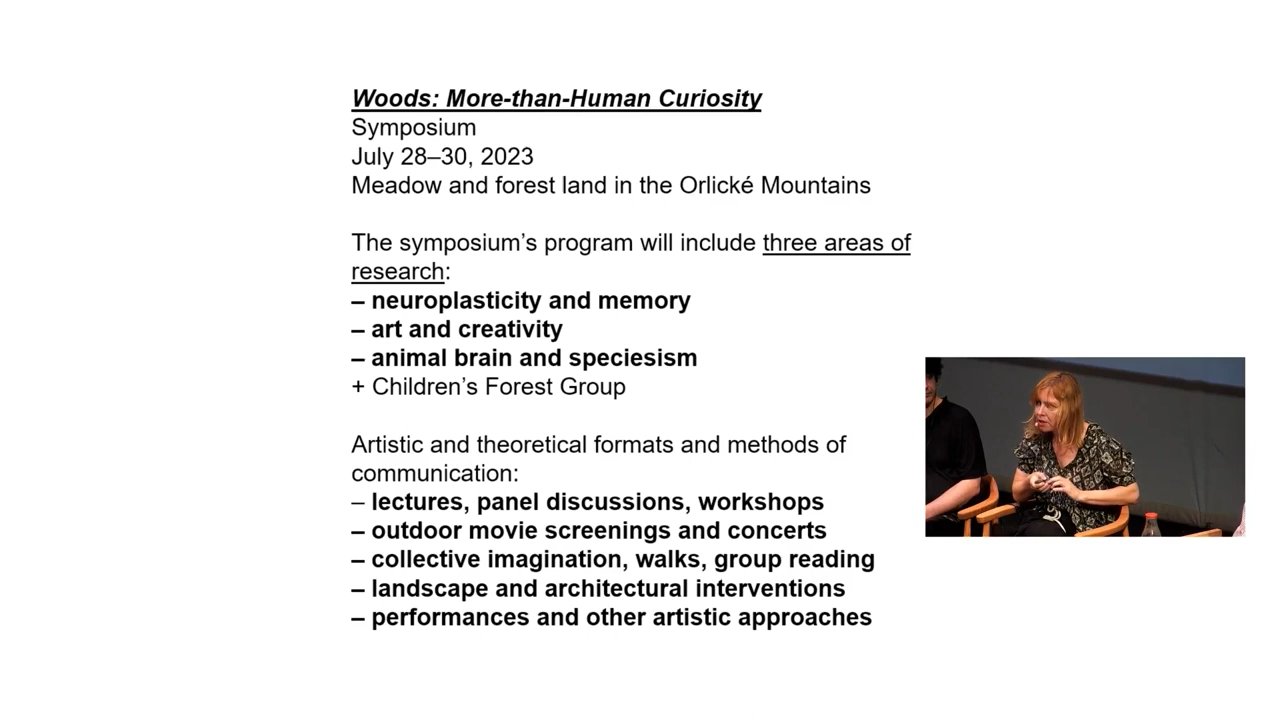 Woods: More-than-Human Curiosity
Symposium
July 28–30, 2023
Meadow and forest land in the Orlické Mountains
The symposium’s program will include three areas of
research:
– neuroplasticity and memory
– art and creativity
– animal brain and speciesism
+ Children’s Forest Group
Artistic and theoretical formats and methods of
communication:
– lectures, panel discussions, workshops
– outdoor movie screenings and concerts
– collective imagination, walks, group reading
– landscape and architectural interventions
– performances and other artistic approaches